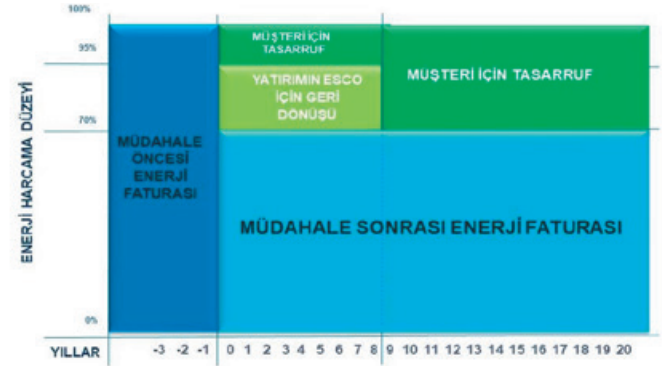 100%
95%
70%
0%
ENERJİ HARCAMA DÜZEYİ
MÜDAHALE
ÖNCESİ
ENERJİ
FATURASI
MÜŞTERİ İÇİN
TASARRUF
YATIRIMIN ESCO
İÇİN GERİ
DÖNÜŞÜ
MUŞTERİ İÇİN TASARRUF
MÜDAHALE SONRASI ENERJİ FATURASI
YILLAR -3 -2 -1 0 1 2 3 4 5 6 7 8 9 10 11 12 13 14 15 16 17 18 19 20